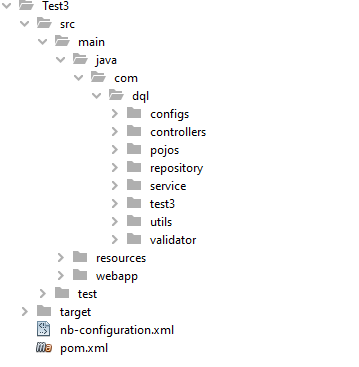 Test3
src
main
java
com
dql
configs
controllers
pojos
repository
service
test3
utils
validator
resources
webapp
test
target
nb-configuration.xml
pom.xml